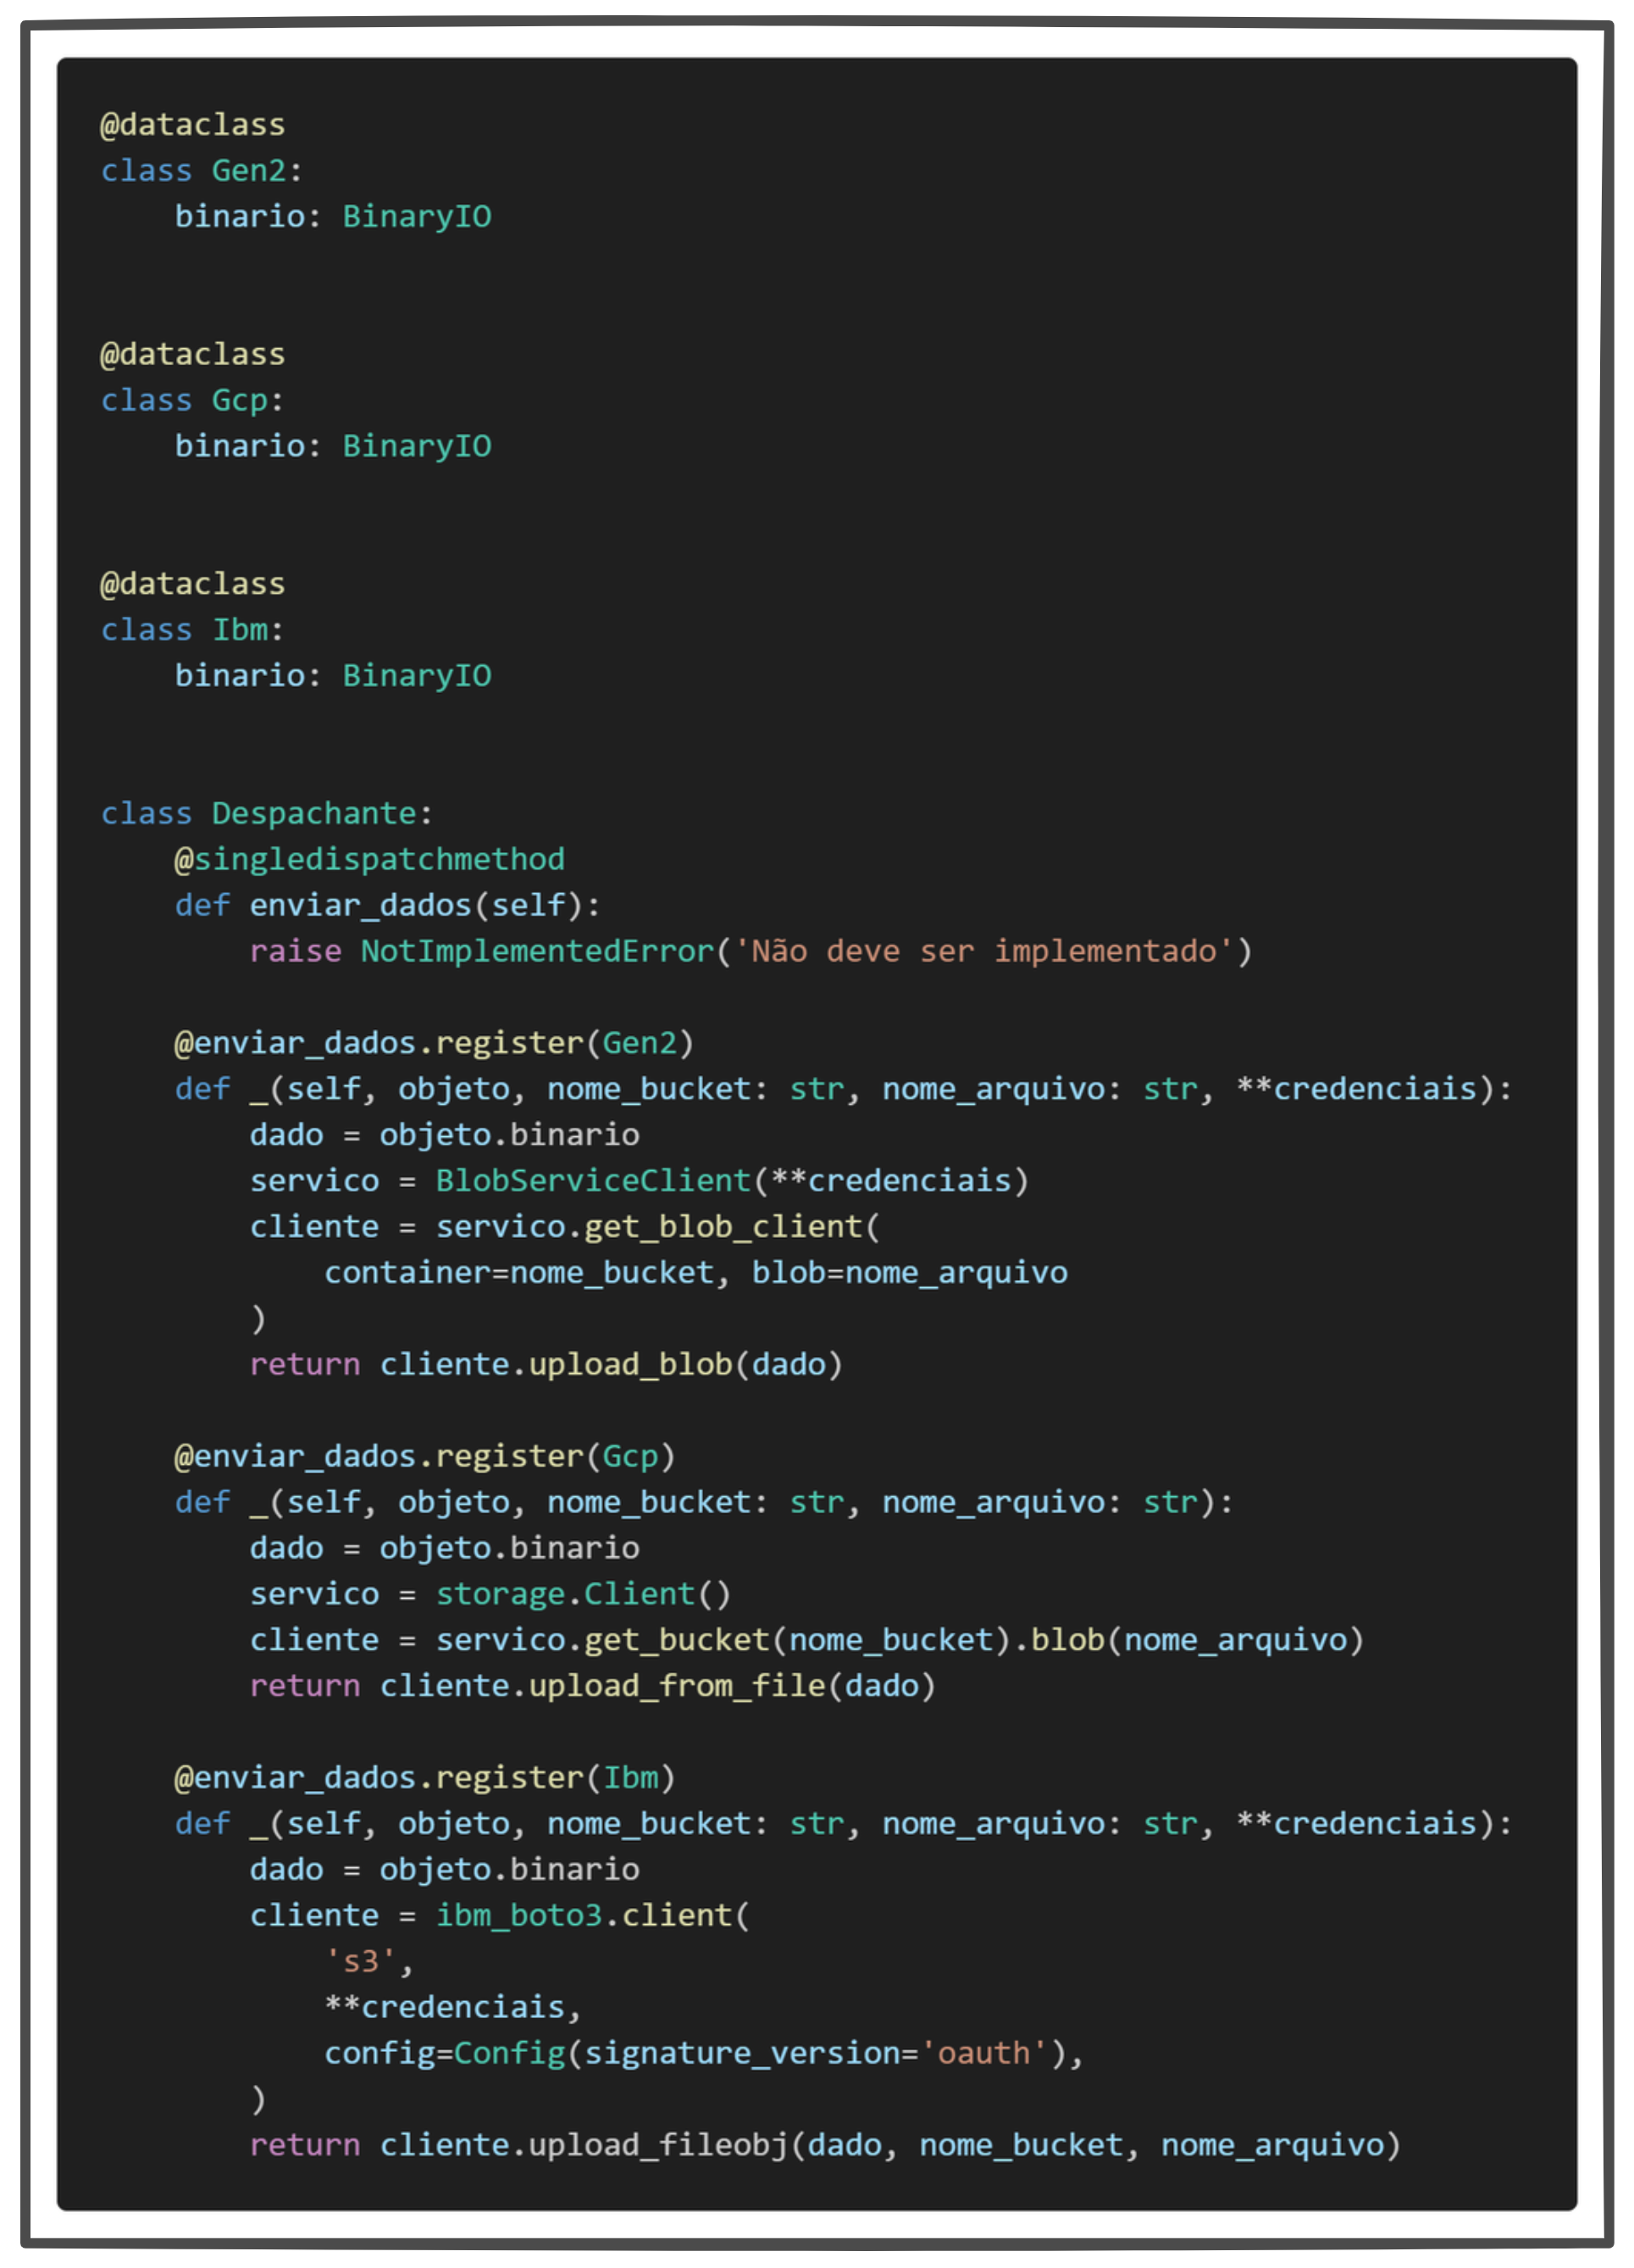 @dataclass
class Gen2:
    binario: BinaryIO
@dataclass
class Gcp:
    binario: BinaryIO
@dataclass
class Ibm:
    binario: BinaryIO
class Despachante:
    @singledispatchmethod
    def enviar_dados(self):
        raise NotImplementedError('Não deve ser implementado')
    @enviar_dados.register(Gen2)
    def _(self, objeto, nome_bucket: str, nome_arquivo: str, **credenciais):
        dado = objeto.binario
        servico = BlobServiceClient(**credenciais)
        cliente = servico.get_blob_client(
            container=nome_bucket, blob=nome_arquivo
        )
        return cliente.upload_blob(dado)
    @enviar_dados.register(Gcp)
    def _(self, objeto, nome_bucket: str, nome_arquivo: str):
        dado = objeto.binario
        servico = storage.Client()
        cliente = servico.get_bucket(nome_bucket).blob(nome_arquivo)
        return cliente.upload_from_file(dado)
    @enviar_dados.register(Ibm)
    def _(self, objeto, nome_bucket: str, nome_arquivo: str, **credenciais):
        dado = objeto.binario
        cliente = ibm_boto3.client(
            's3',
            **credenciais,
            config=Config(signature_version='oauth'),
        )
        return cliente.upload_fileobj(dado, nome_bucket, nome_arquivo)